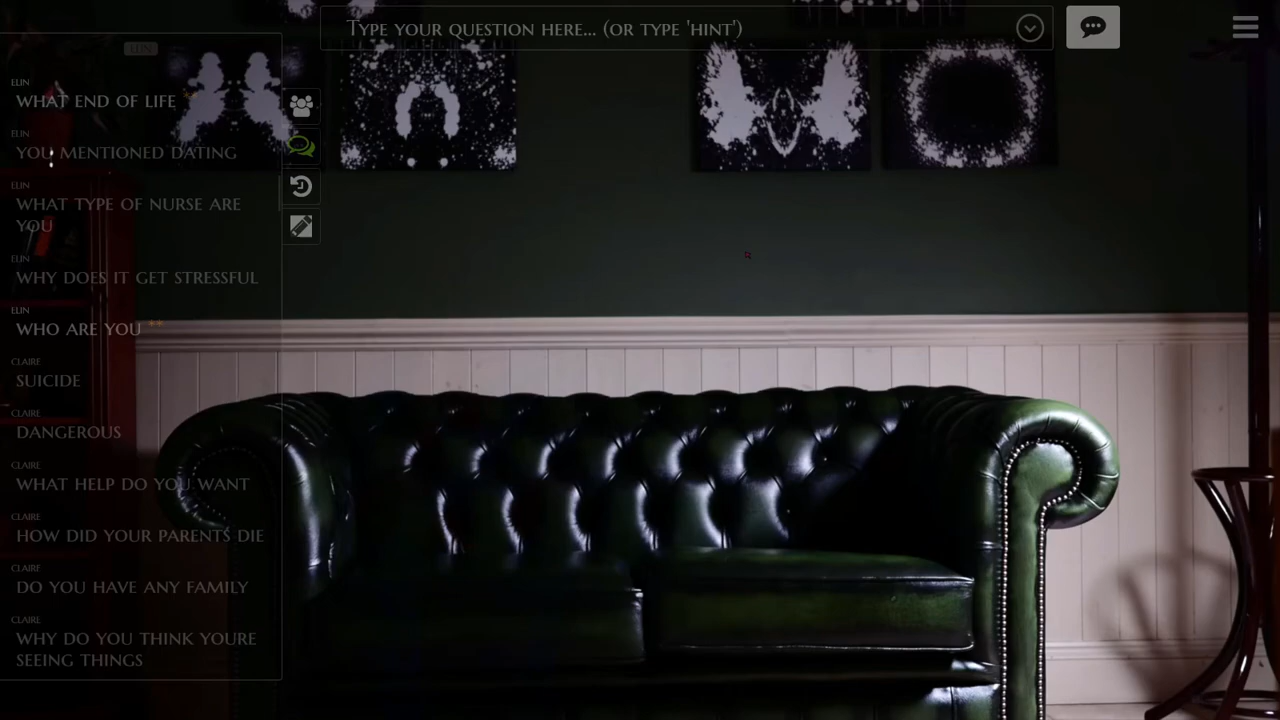 Type your question here... (or type 'hint')
ELIN
ELIN
WHAT END OF LIFE *
ELIN
YOU MENTIONED DATING
ELIN
WHAT TYPE OF NURSE ARE
YOU
ELIN
WHY DOES IT GET STRESSFUL
ELIN
WHO ARE YOU **
CLAIRE
SUICIDE
CLAIRE
DANGEROUS
CLAIRE
WHAT HELP DO YOU WANT
CLAIRE
HOW DID YOUR PARENTS DIE
CLAIRE
DO YOU HAVE ANY FAMILY
CLAIRE
WHY DO YOU THINK YOURE
SEEING THINGS